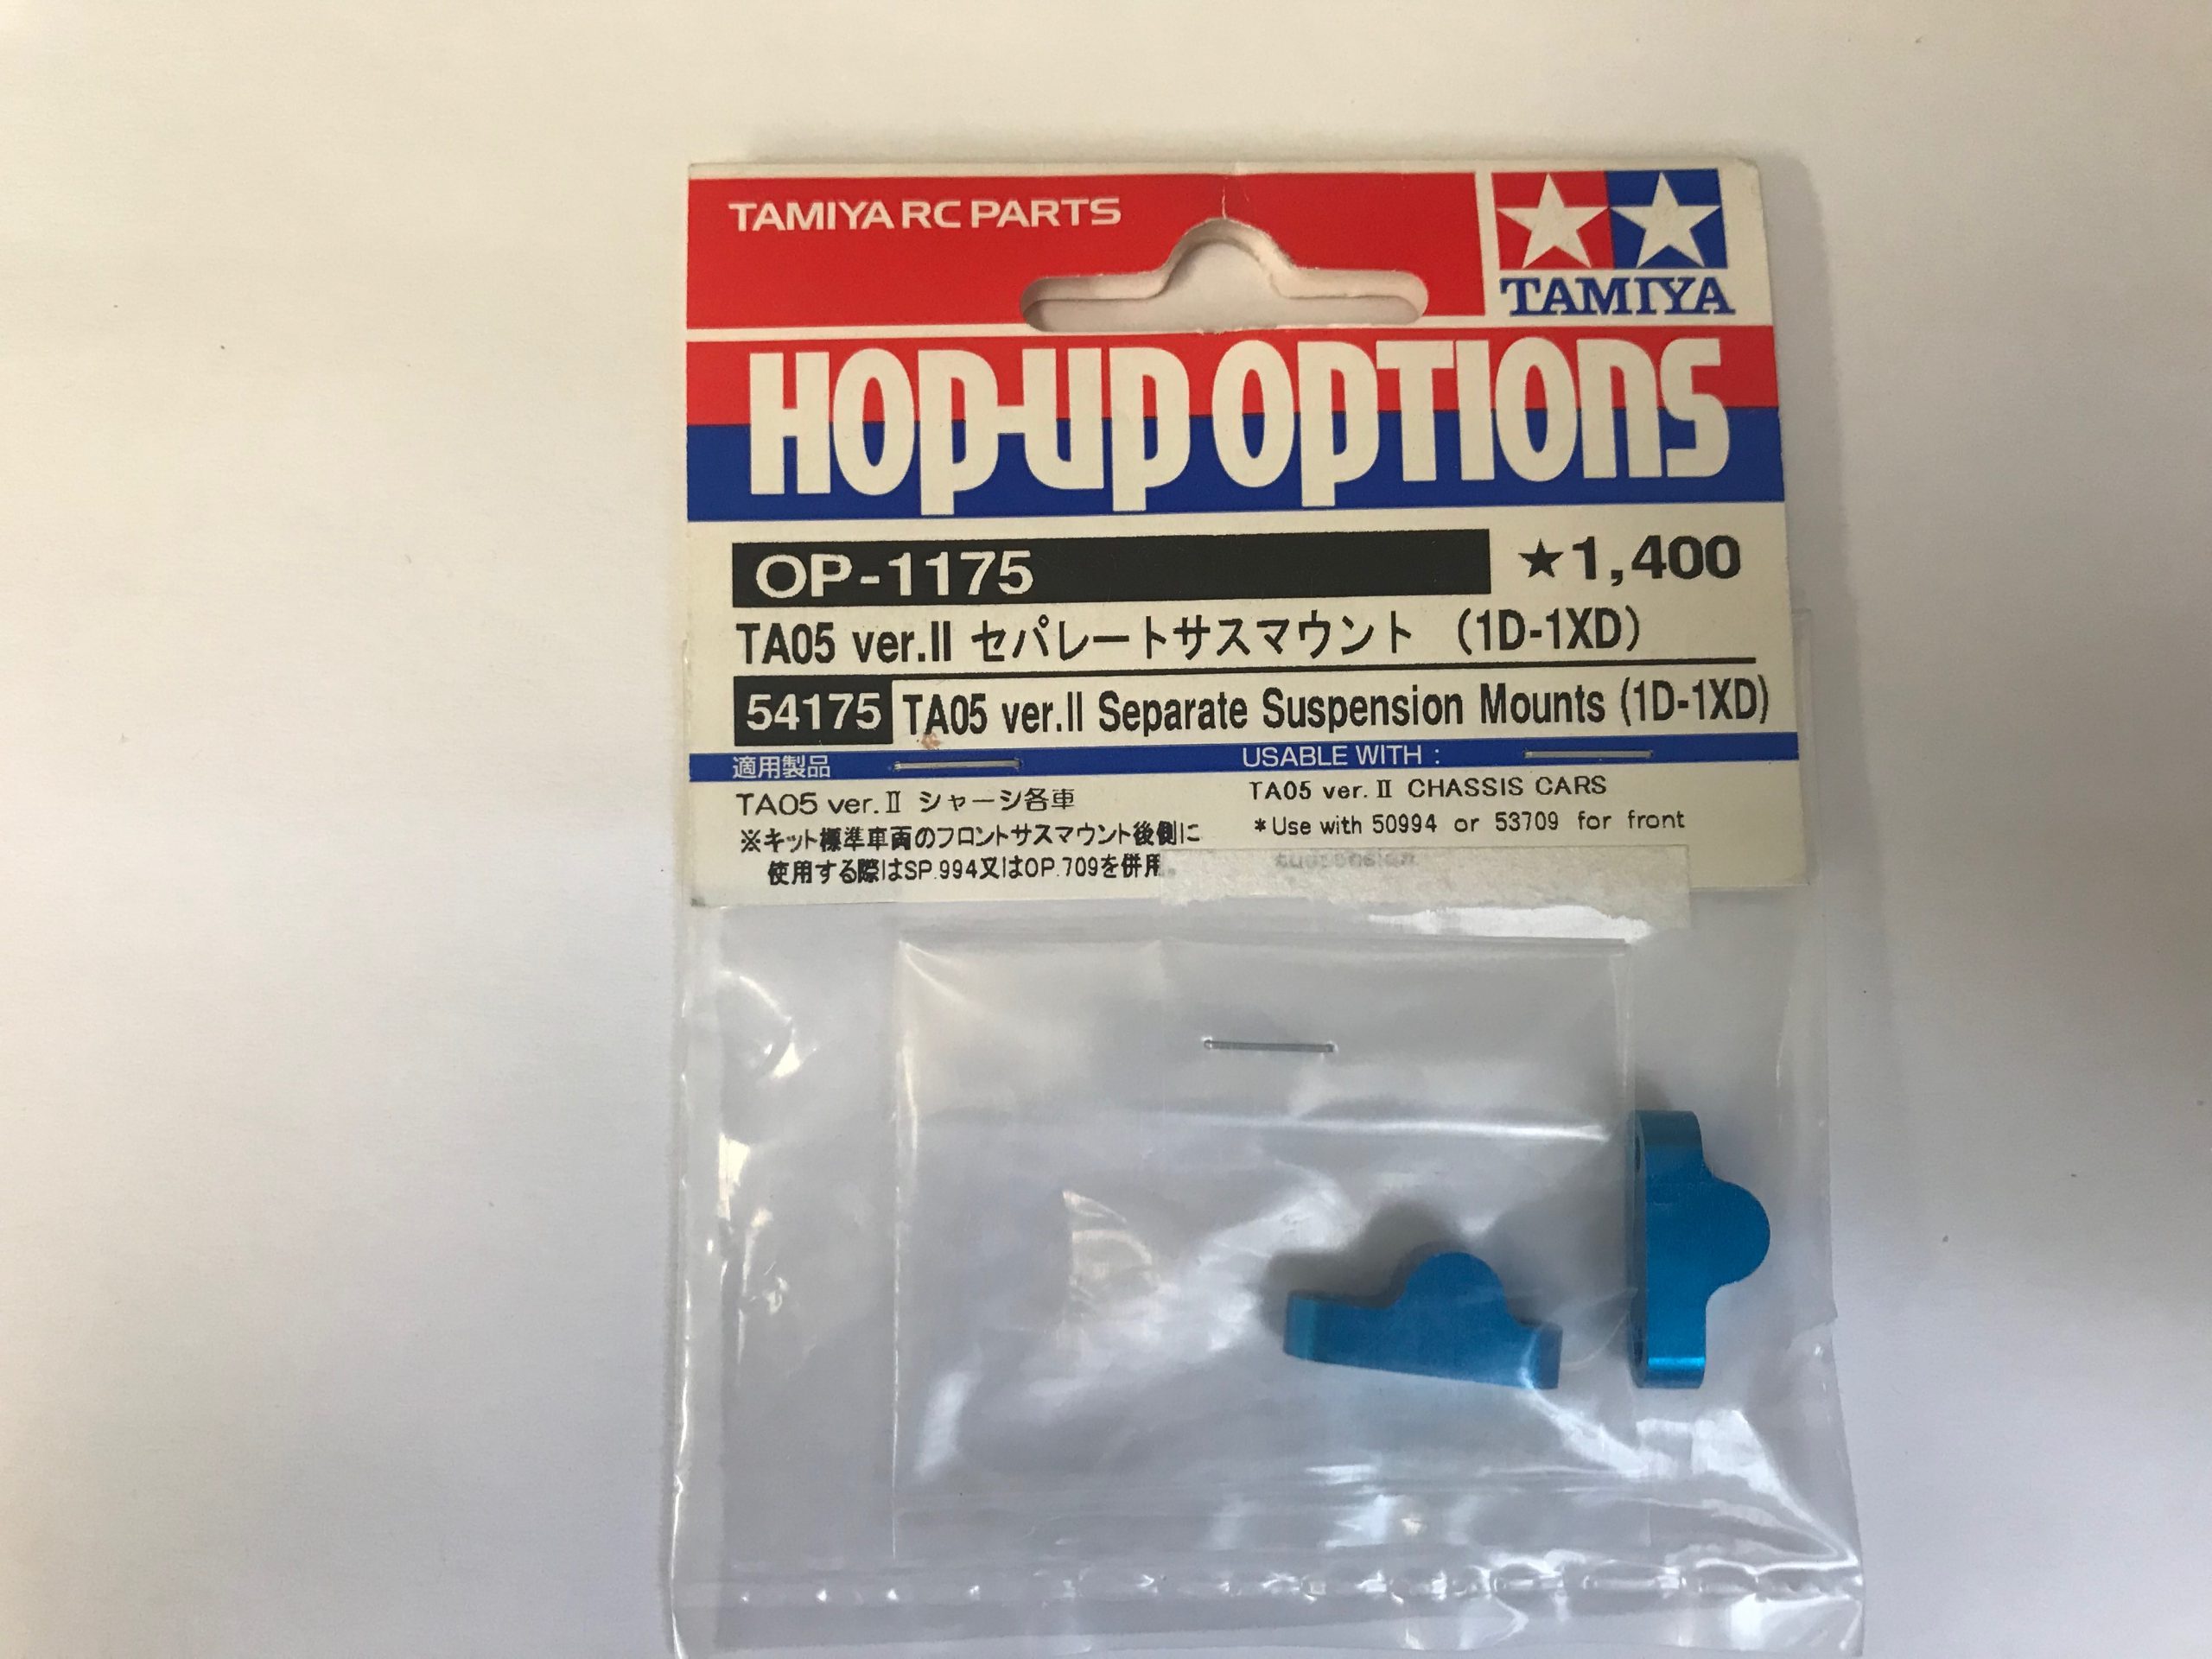 TAMIYA RC PARTS
TAMIYA
HOP-UP OPTIONS
OP-1175 ★1,400
TA05 ver.II セパレートサスマウント (1D-1XD)
54175 TA05 ver.II Separate Suspension Mounts (1D-1XD)
適用製品
TA05 ver.Ⅱ シャーシ各車
※キット標準車両のフロントサスマウント後側に
使用する際はSP.994又はOP.709を併用
USABLE WITH :
TA05 ver.Ⅱ CHASSIS CARS
*Use with 50994 or 53709 for front
suspension.